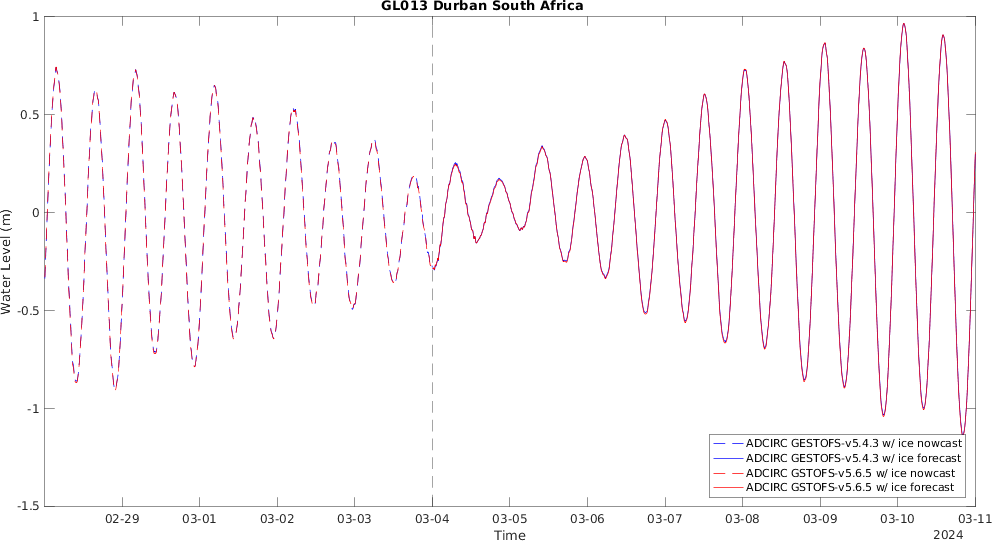 GL013 Durban South Africa
Water Level (m)
1
0.5
0
-0.5
-1
-1.5
ADCIRC GESTOFS-v5.4.3 w/ ice nowcast
ADCIRC GESTOFS-v5.4.3 w/ ice forecast
ADCIRC GSTOFS-v5.6.5 w/ ice nowcast
ADCIRC GSTOFS-v5.6.5 w/ ice forecast
02-29 03-01 03-02 03-03 03-04 03-05 03-06 03-07 03-08 03-09 03-10 03-11
Time
2024